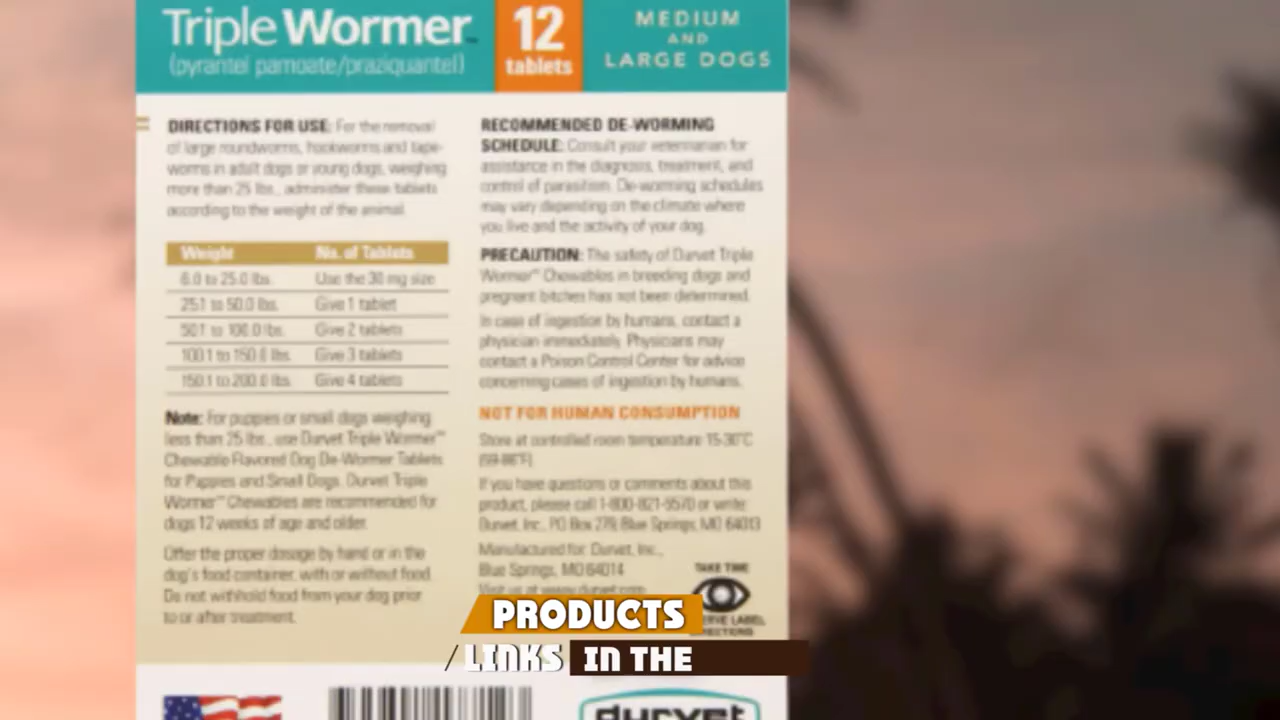 Triple Wormer™
(pyrantel pamoate/praziquantel)
12
tablets
MEDIUM
AND
LARGE DOGS
DIRECTIONS FOR USE: For the removal
of large roundworms, hookworms and tape-
worms in adult dogs or young dogs, weighing
more than 25 lbs., administer these tablets
according to the weight of the animal.
Weight No. of Tablets
6.0 to 25.0 lbs. Use the 30 mg size
25.1 to 50.0 lbs. Give 1 tablet
50.1 to 100.0 lbs. Give 2 tablets
100.1 to 150.0 lbs. Give 3 tablets
150.1 to 200.0 lbs. Give 4 tablets
Note: For puppies or small dogs weighing
less than 25 lbs., use Durvet Triple Wormer™
Chewable Flavored Dog De-Wormer Tablets
for Puppies and Small Dogs. Durvet Triple
Wormer™ Chewables are recommended for
dogs 12 weeks of age and older.
Offer the proper dosage by hand or in the
dog's food container, with or without food.
Do not withhold food from your dog prior
to or after treatment.
RECOMMENDED DE-WORMING
SCHEDULE: Consult your veterinarian for
assistance in the diagnosis, treatment, and
control of parasitism. De-worming schedules
may vary depending on the climate where
you live and the activity of your dog.
PRECAUTION: The safety of Durvet Triple
Wormer™ Chewables in breeding dogs and
pregnant bitches has not been determined.
In case of ingestion by humans, contact a
physician immediately. Physicians may
contact a Poison Control Center for advice
concerning cases of ingestion by humans.
NOT FOR HUMAN CONSUMPTION
Store at controlled room temperature 15-30°C
(59-86°F).
If you have questions or comments about this
product, please call 1-800-821-5570 or write:
Durvet, Inc., PO Box 279, Blue Springs, MO 64013
Manufactured for: Durvet, Inc.,
Blue Springs, MO 64014
Visit us at www.durvet.com
TAKE TIME
DIRECTIONS
PRODUCTS
LINKS IN THE
durvet